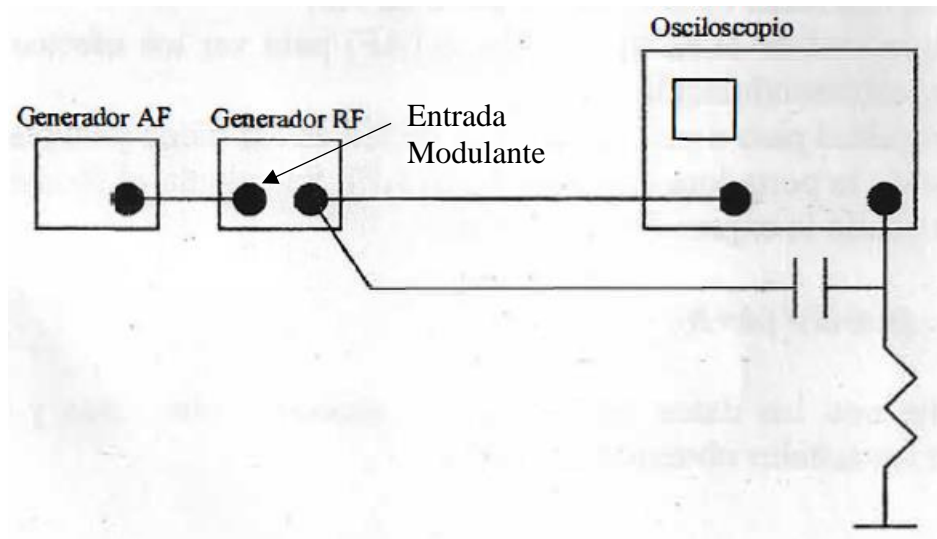 Osciloscopio
Generador AF
Generador RF
Entrada
Modulante